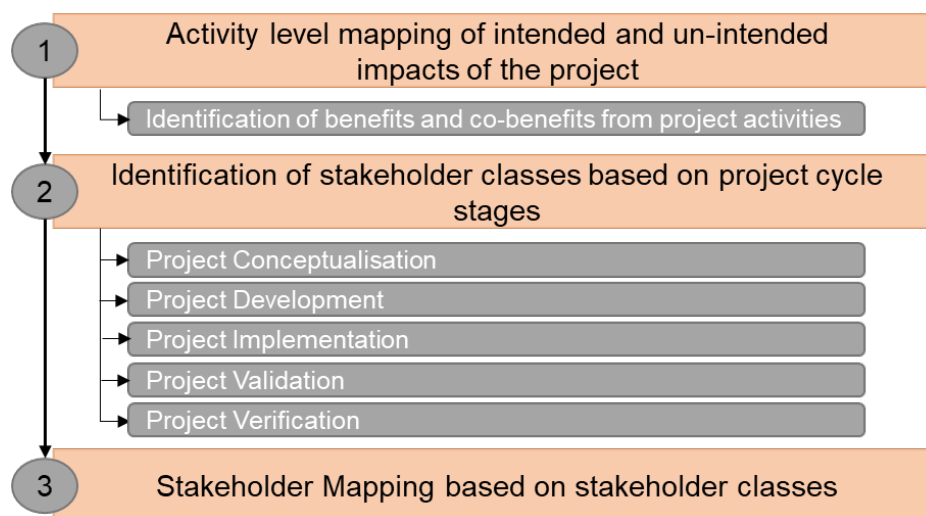 1
Activity level mapping of intended and un-intended
impacts of the project
Identification of benefits and co-benefits from project activities
2
Identification of stakeholder classes based on project cycle
stages
Project Conceptualisation
Project Development
Project Implementation
Project Validation
Project Verification
3
Stakeholder Mapping based on stakeholder classes